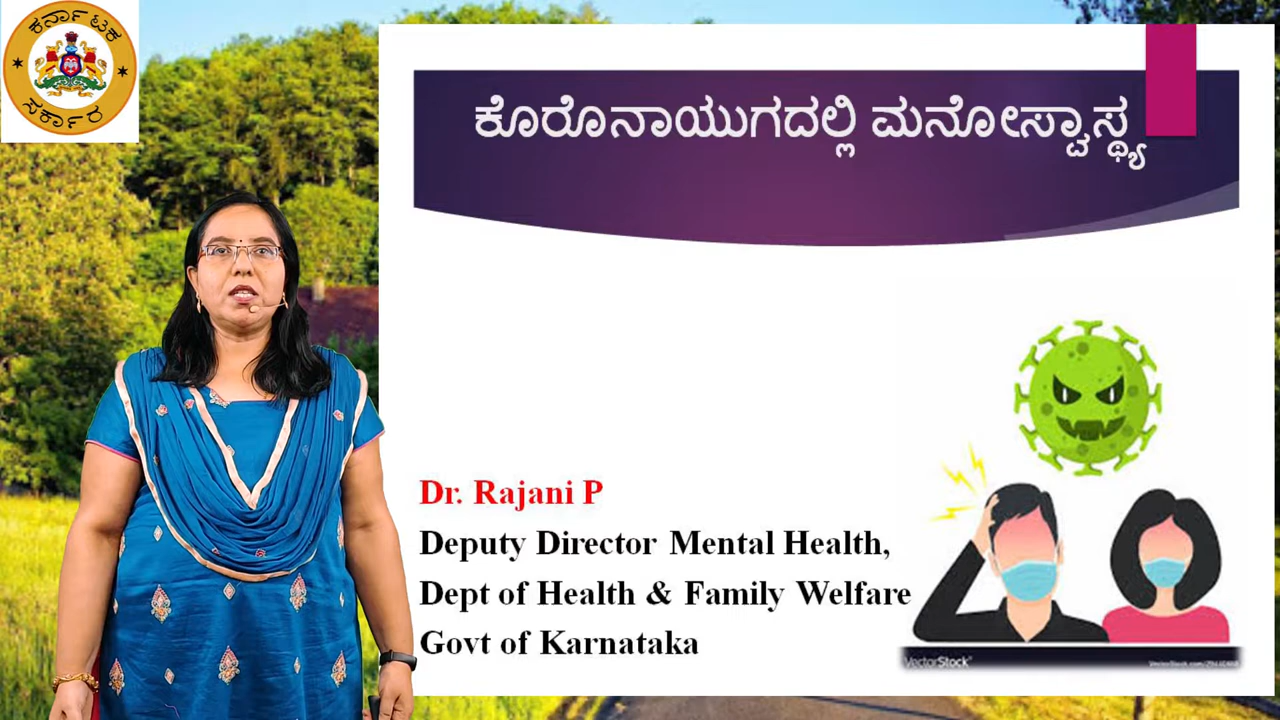 ಕರ್ನಾಟಕ
ಸರ್ಕಾರ
ಕೊರೊನಾಯುಗದಲ್ಲಿ ಮನೋಸ್ವಾಸ್ಥ್ಯ
Dr. Rajani P
Deputy Director Mental Health,
Dept of Health & Family Welfare
Govt of Karnataka
VectorStock®